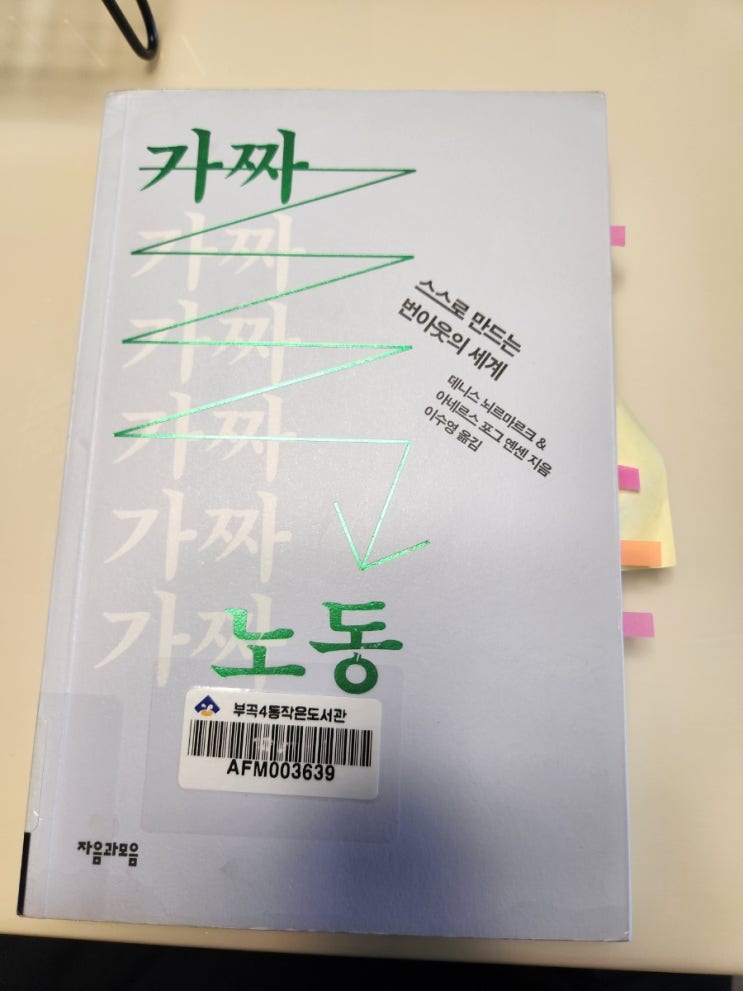 가짜
가짜
가짜
가짜
가짜
가짜
노동
스스로 만드는
번아웃의 세계
데니스 뇌르마르크 &
아네르스 포그 옌센 지음
이수영 옮김
부곡4동작은도서관
AFM003639
자음과모음